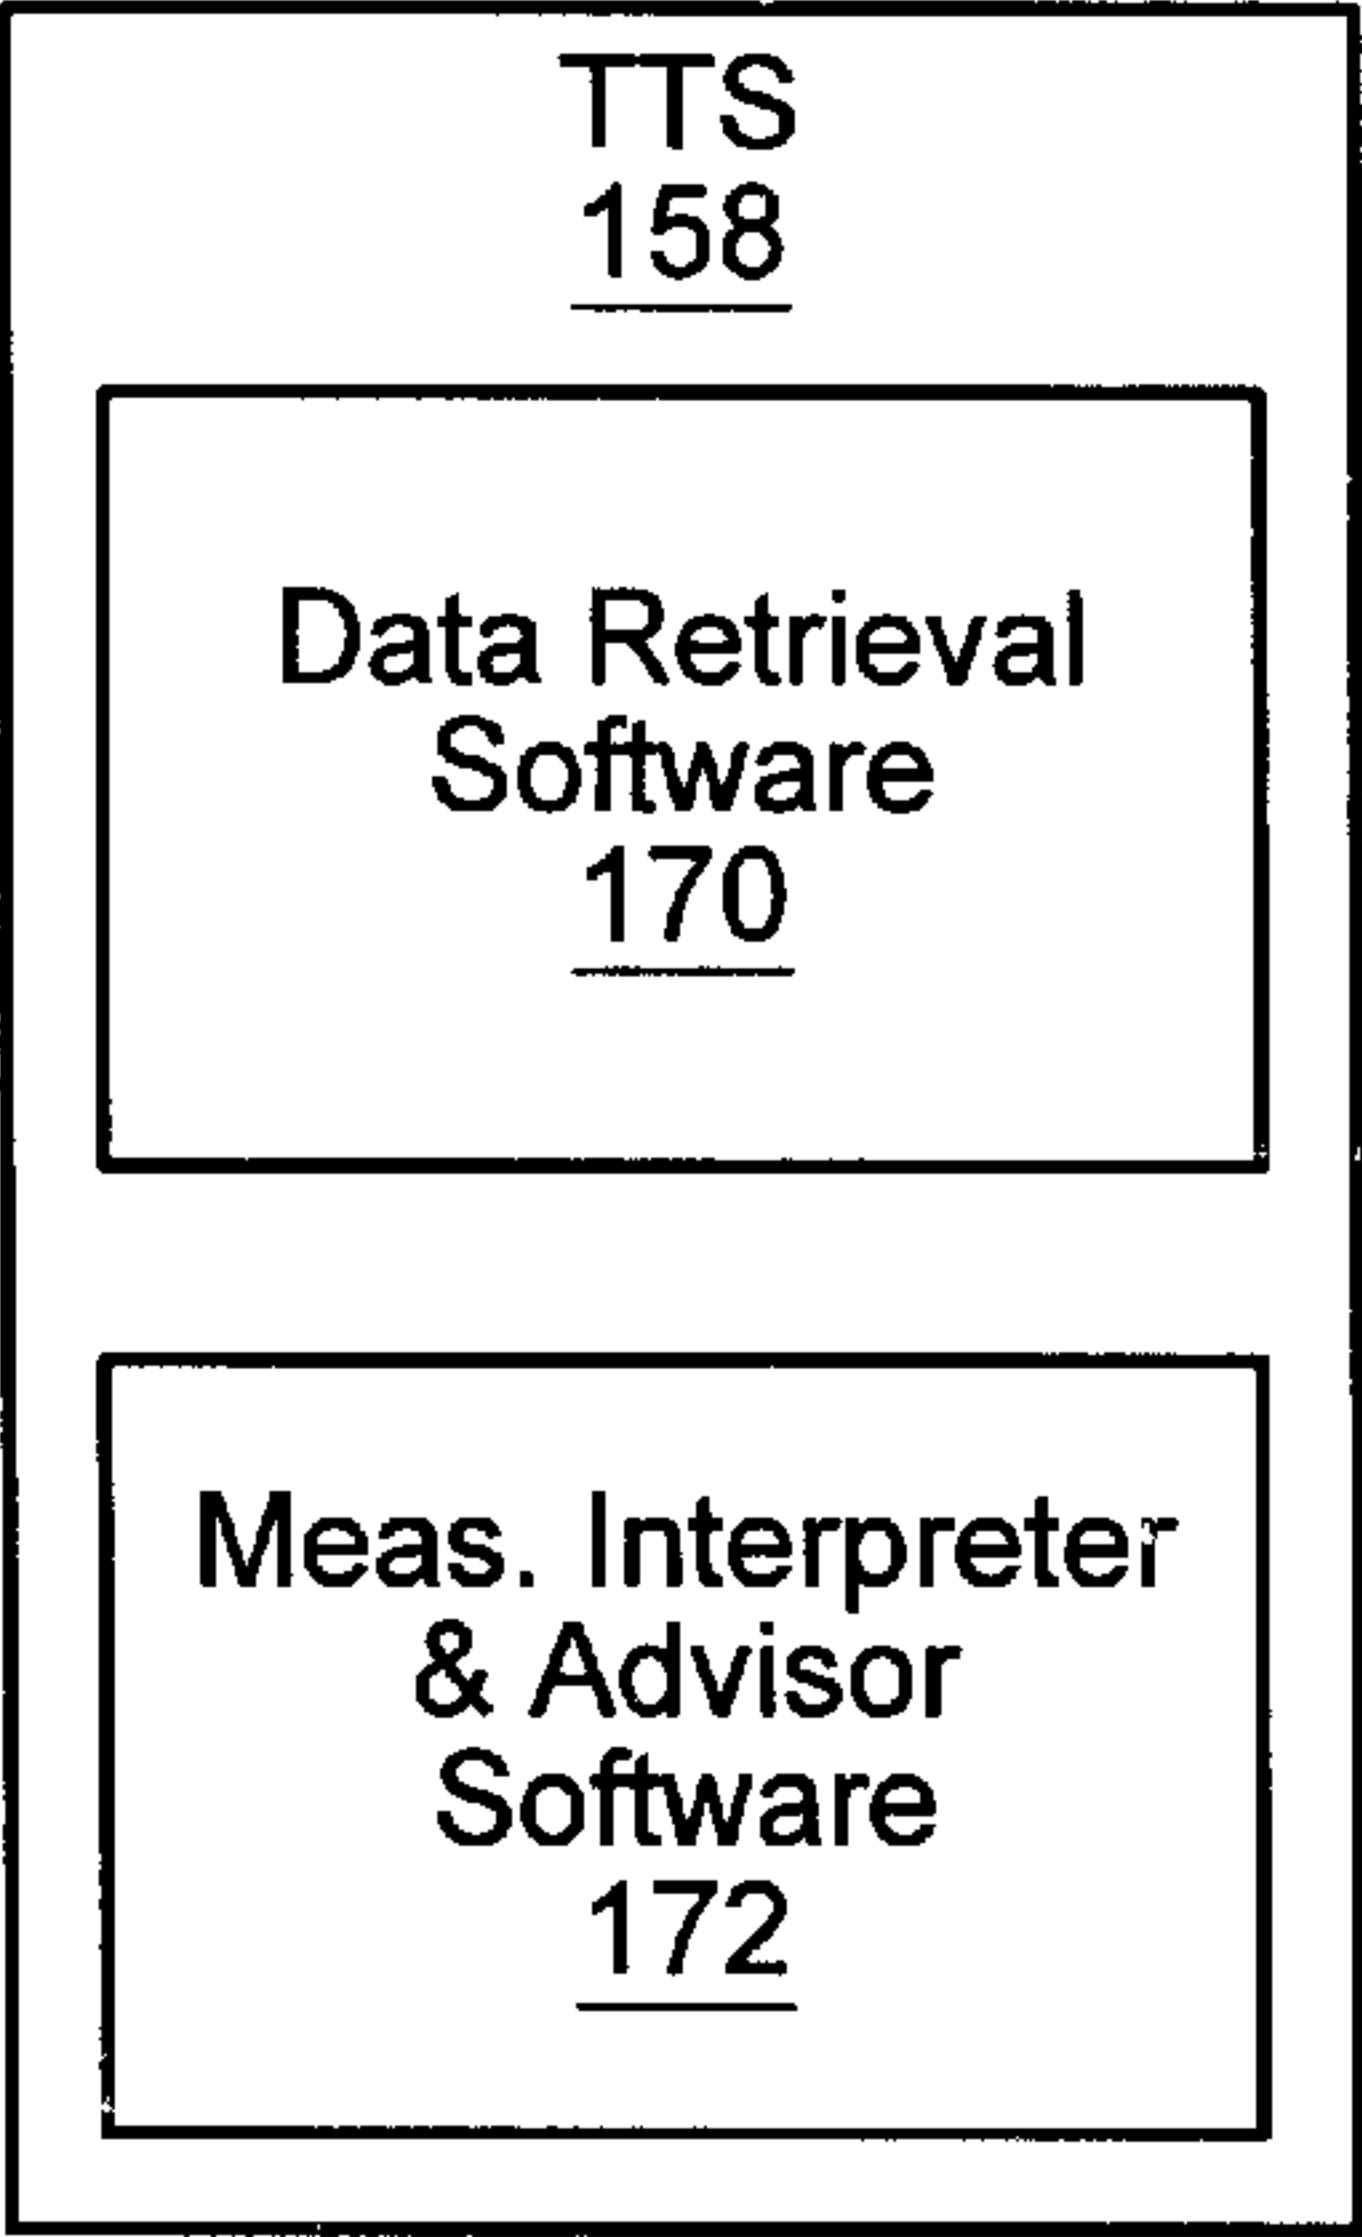 TTS
158
Data Retrieval
Software
170
Meas. Interpreter
& Advisor
Software
172